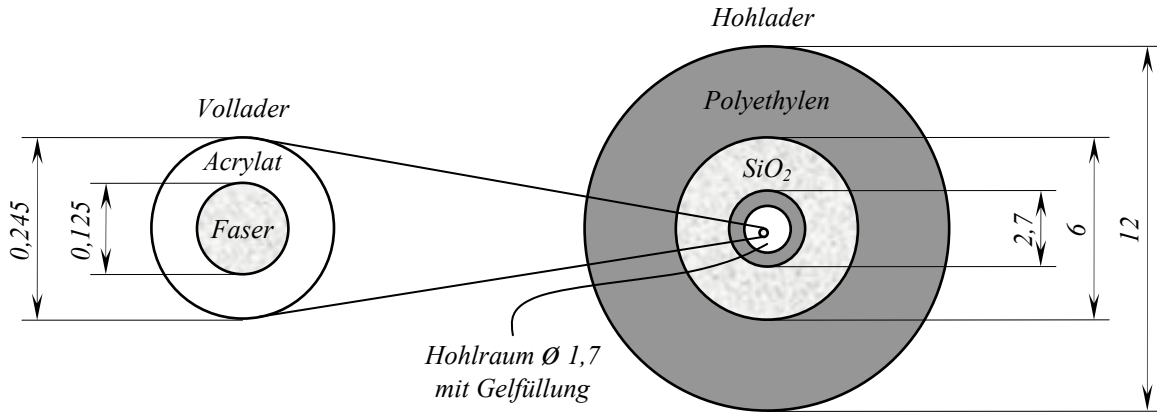 Hohlader
Vollader
Polyethylen
Acrylat
SiO₂
Faser
0,245
0,125
2,7
6
12
Hohlraum Ø 1,7
mit Gelfüllung